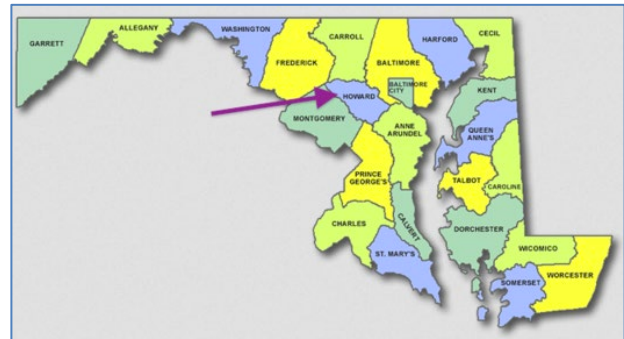 GARRETT
ALLEGANY
WASHINGTON
FREDERICK
CARROLL
BALTIMORE
HARFORD
CECIL
HOWARD
BALTIMORE
CITY
KENT
MONTGOMERY
ANNE
ARUNDEL
QUEEN
ANNE'S
PRINCE
GEORGE'S
TALBOT
CAROLINE
CHARLES
CALVERT
DORCHESTER
ST. MARY'S
WICOMICO
SOMERSET
WORCESTER